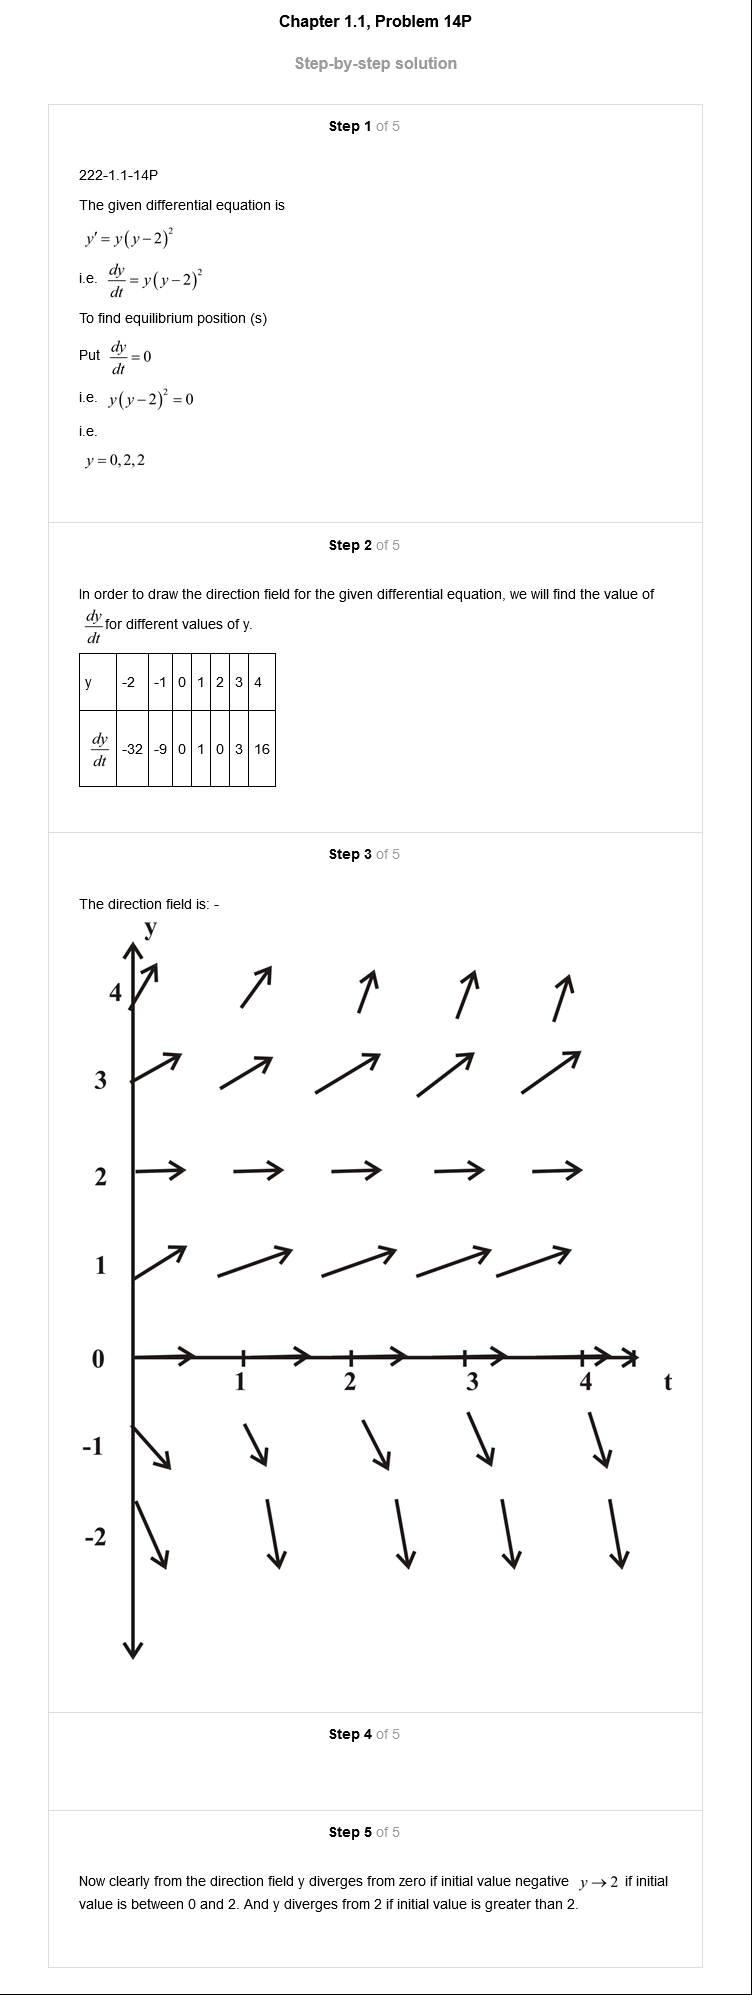 Chapter 1.1, Problem 14P
Step-by-step solution
Step 1 of 5
222-1.1-14P
The given differential equation is
y′ = y(y−2)²
i.e. dy/dt = y(y−2)²
To find equilibrium position (s)
Put dy/dt = 0
i.e. y(y−2)² = 0
i.e.
y = 0,2,2
Step 2 of 5
In order to draw the direction field for the given differential equation, we will find the value of
dy/dt for different values of y.
y -2 -1 0 1 2 3 4
dy/dt -32 -9 0 1 0 3 16
Step 3 of 5
The direction field is: -
y
4
3
2
1
0
1 2 3 4 t
-1
-2
Step 4 of 5
Step 5 of 5
Now clearly from the direction field y diverges from zero if initial value negative y → 2 if initial
value is between 0 and 2. And y diverges from 2 if initial value is greater than 2.